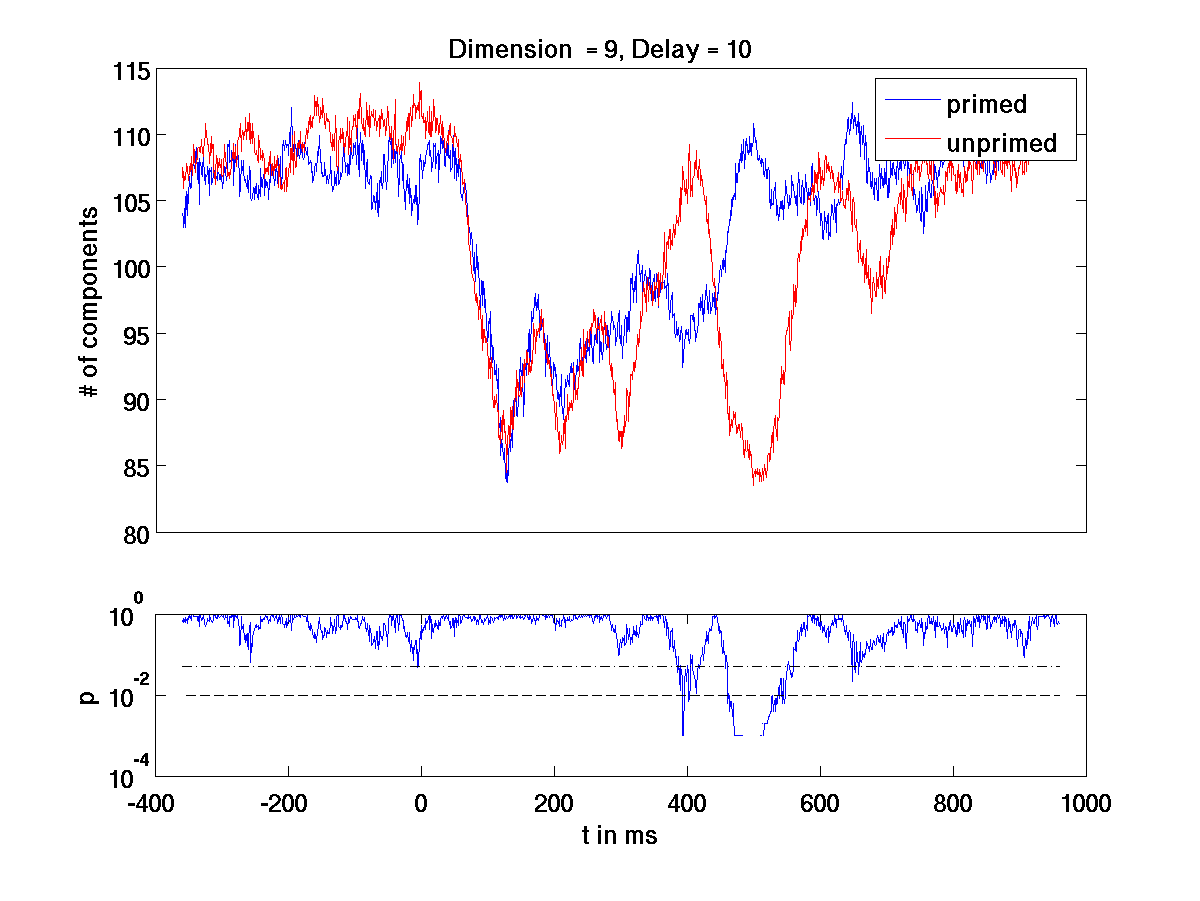 Dimension = 9, Delay = 10
115
primed
110
unprimed
105
100
95
90
85
80
# of components
10^0
10^-2
10^-4
p
-400 -200 0 200 400 600 800 1000
t in ms